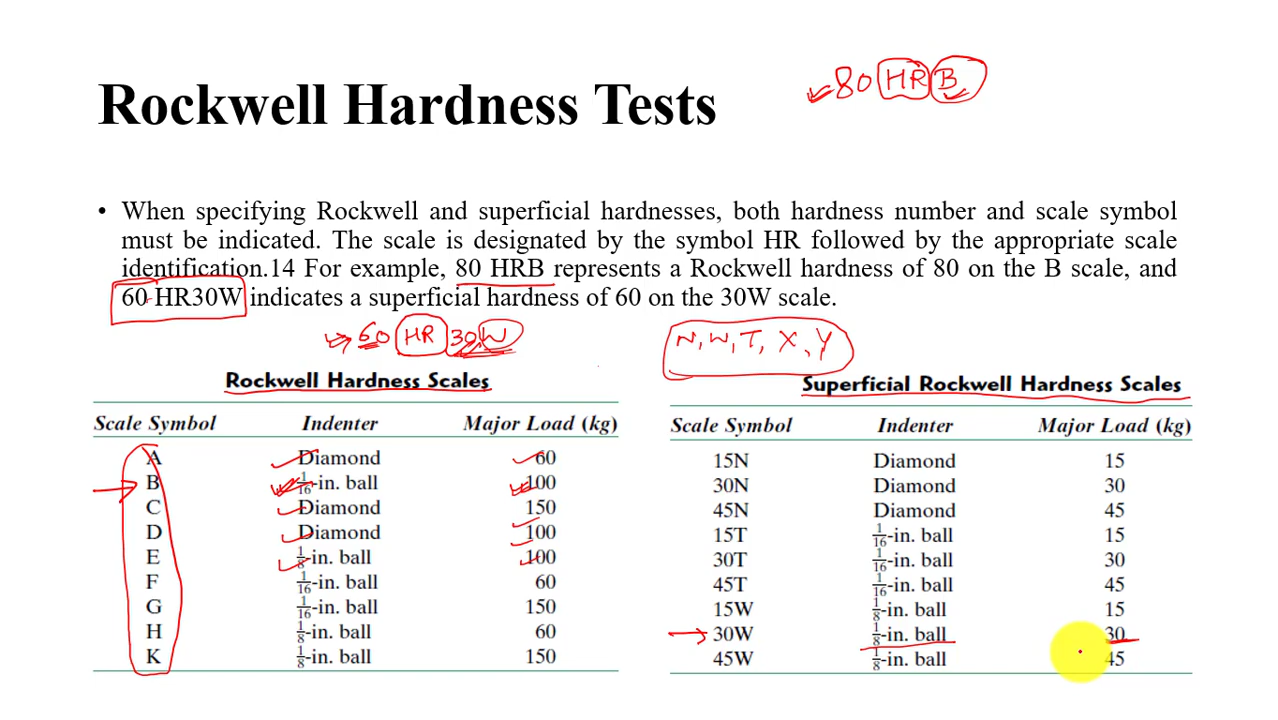 80 HRB
Rockwell Hardness Tests
• When specifying Rockwell and superficial hardnesses, both hardness number and scale symbol
must be indicated. The scale is designated by the symbol HR followed by the appropriate scale
identification.14 For example, 80 HRB represents a Rockwell hardness of 80 on the B scale, and
60 HR30W indicates a superficial hardness of 60 on the 30W scale.
60 HR 30W
N, W, T, X, Y
Rockwell Hardness Scales
Scale Symbol Indenter Major Load (kg)
A Diamond 60
B 1/16-in. ball 100
C Diamond 150
D Diamond 100
E 1/8-in. ball 100
F 1/16-in. ball 60
G 1/16-in. ball 150
H 1/8-in. ball 60
K 1/8-in. ball 150
Superficial Rockwell Hardness Scales
Scale Symbol Indenter Major Load (kg)
15N Diamond 15
30N Diamond 30
45N Diamond 45
15T 1/16-in. ball 15
30T 1/16-in. ball 30
45T 1/16-in. ball 45
15W 1/8-in. ball 15
30W 1/8-in. ball 30
45W 1/8-in. ball 45